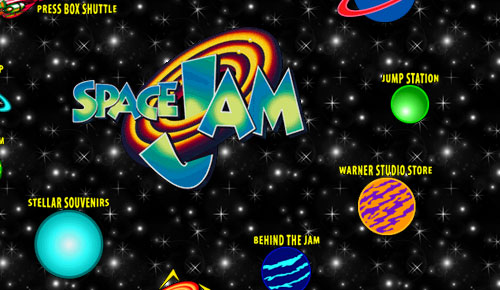 PRESS BOX SHUTTLE
SPACE JAM
JUMP STATION
WARNER STUDIO STORE
STELLAR SOUVENIRS
BEHIND THE JAM